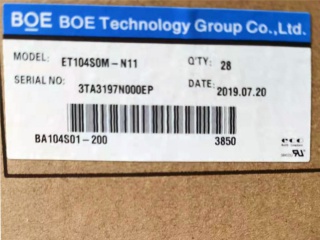 BOE BOE Technology Group Co.,Ltd.
MODEL: ET104S0M-N11 Q'TY: 28
SERIAL NO: 3TA3197N000EP DATE: 2019.07.20
BA104S01-200 3850